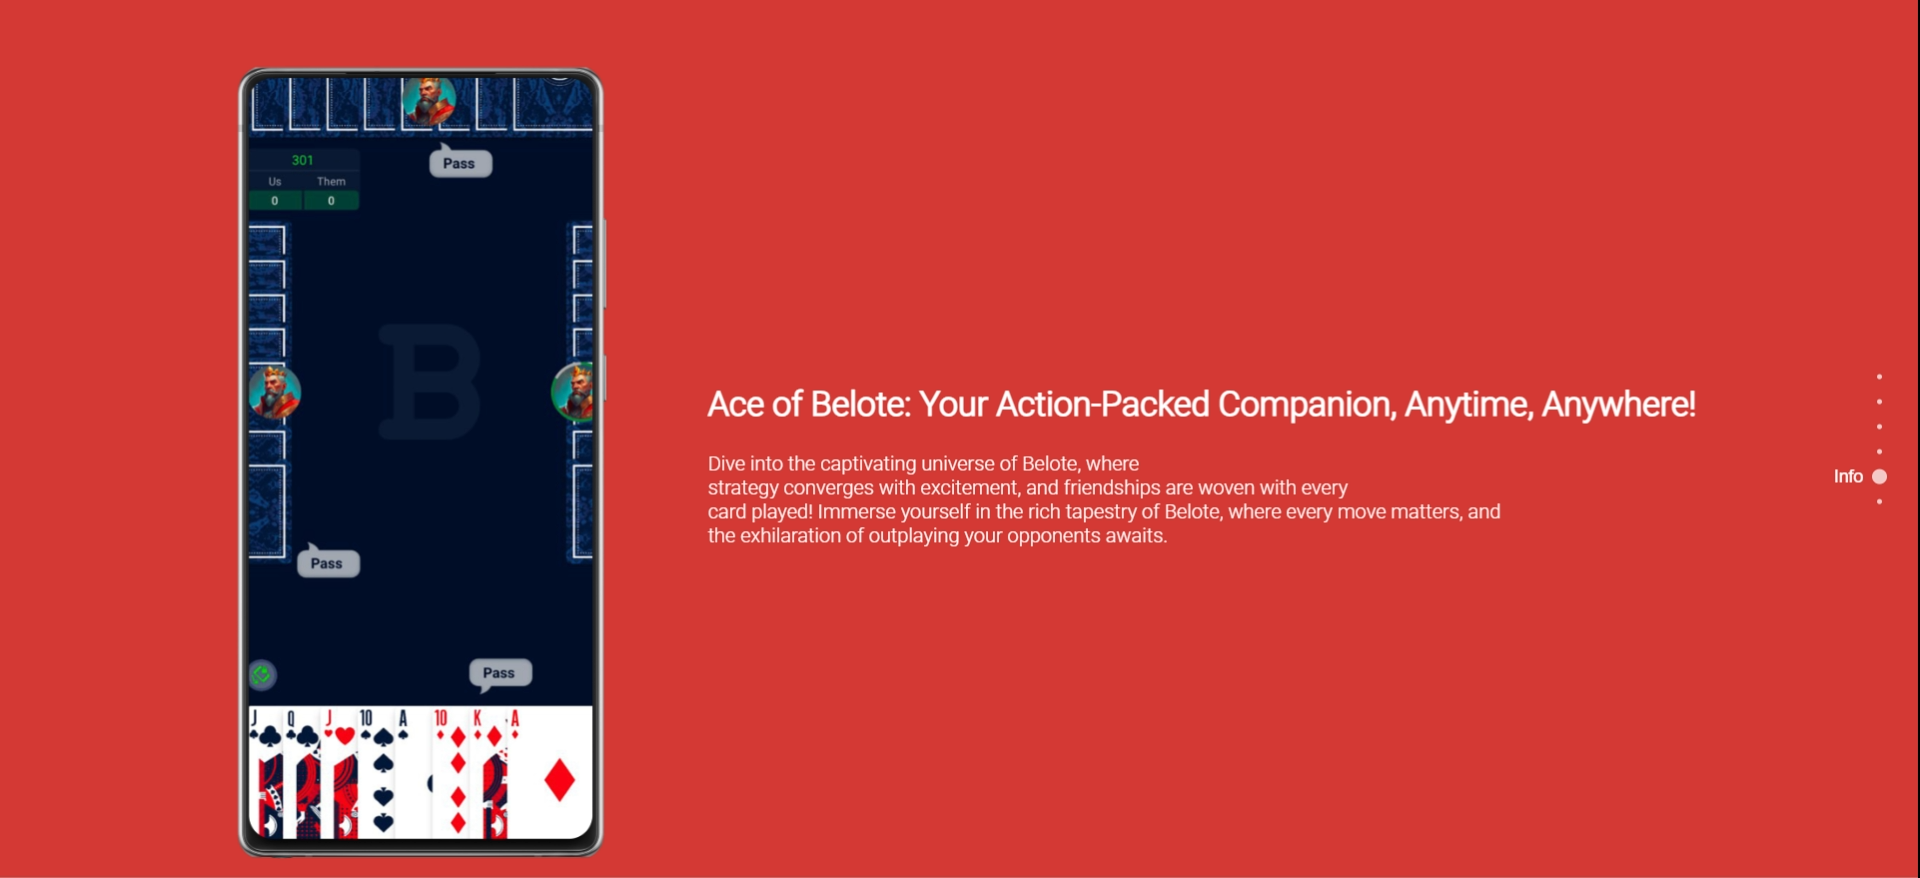 Pass
301
Us Them
0 0
B
Pass
Pass
J Q J 10 A 10 K A
Ace of Belote: Your Action-Packed Companion, Anytime, Anywhere!
Dive into the captivating universe of Belote, where
strategy converges with excitement, and friendships are woven with every
card played! Immerse yourself in the rich tapestry of Belote, where every move matters, and
the exhilaration of outplaying your opponents awaits.
Info